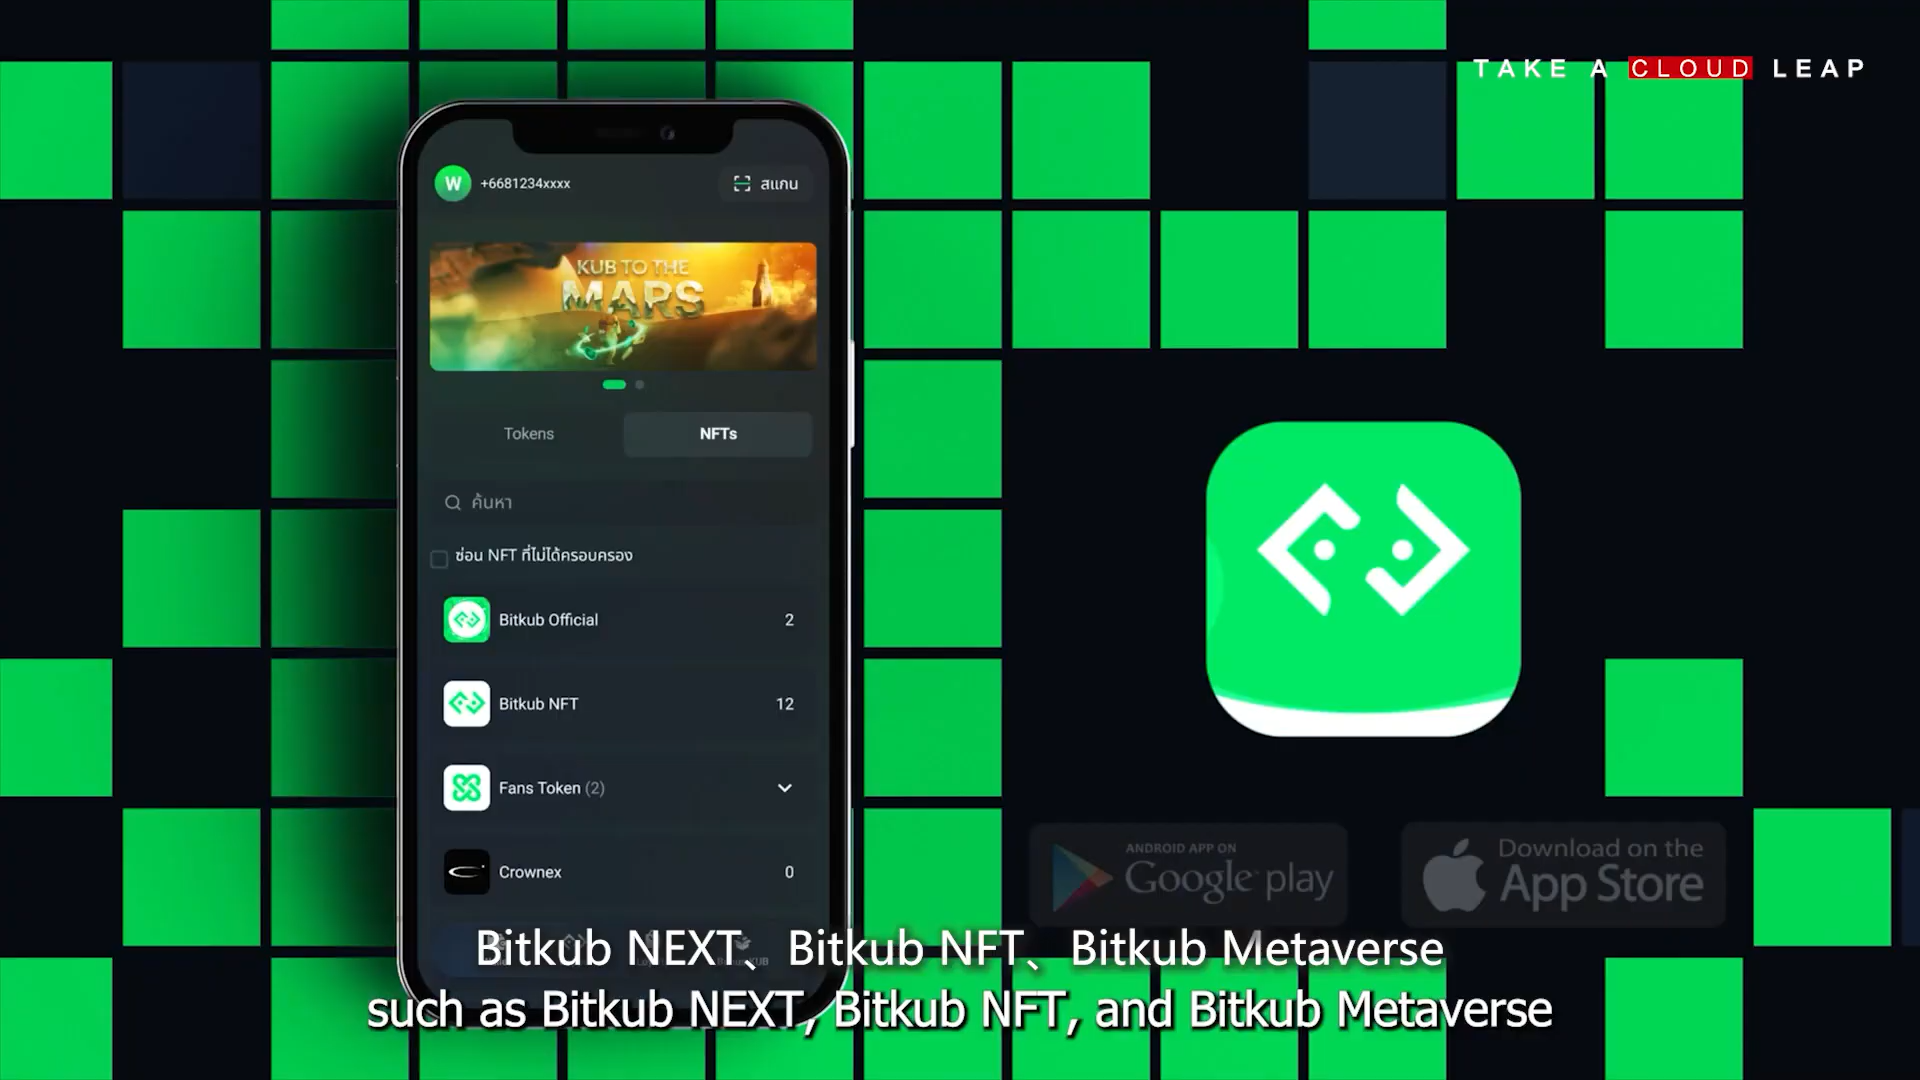 TAKE A CLOUD LEAP
W +6681234xxxx สแกน
KUB TO THE
MARS
Tokens NFTs
ค้นหา
ซ่อน NFT ที่ไม่ได้ครอบครอง
Bitkub Official 2
Bitkub NFT 12
Fans Token (2)
Crownex 0
ANDROID APP ON
Google play
Download on the
App Store
Bitkub NEXT、Bitkub NFT、Bitkub Metaverse
such as Bitkub NEXT, Bitkub NFT, and Bitkub Metaverse